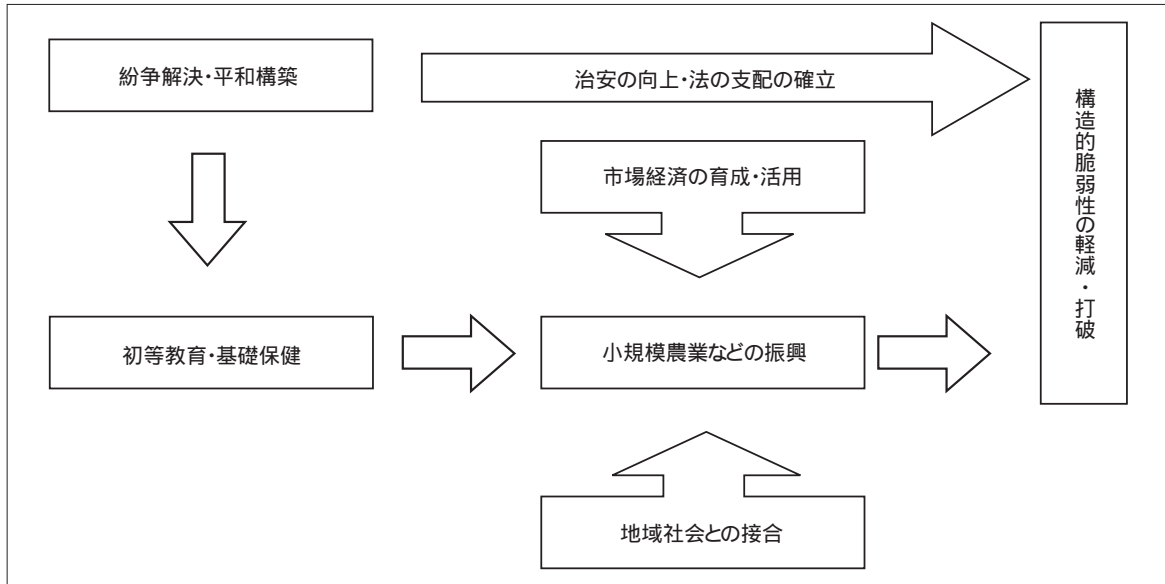 紛争解決・平和構築
治安の向上・法の支配の確立
市場経済の育成・活用
構造的脆弱性の軽減・打破
初等教育・基礎保健
小規模農業などの振興
地域社会との接合